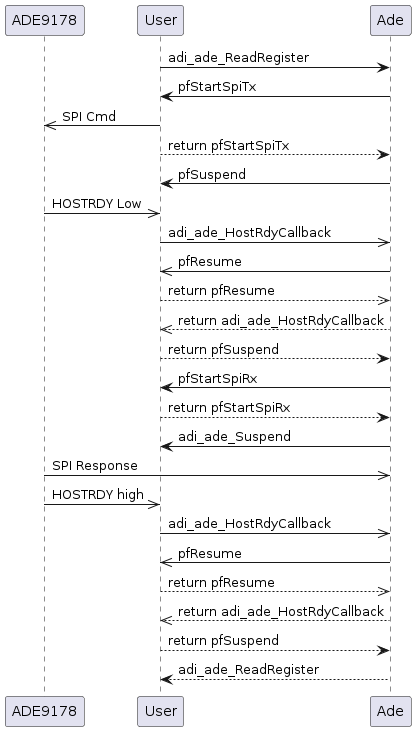 ADE9178 User Ade
adi_ade_ReadRegister
pfStartSpiTx
SPI Cmd
return pfStartSpiTx
pfSuspend
HOSTRDY Low
adi_ade_HostRdyCallback
pfResume
return pfResume
return adi_ade_HostRdyCallback
return pfSuspend
pfStartSpiRx
return pfStartSpiRx
adi_ade_Suspend
SPI Response
HOSTRDY high
adi_ade_HostRdyCallback
pfResume
return pfResume
return adi_ade_HostRdyCallback
return pfSuspend
adi_ade_ReadRegister
ADE9178 User Ade